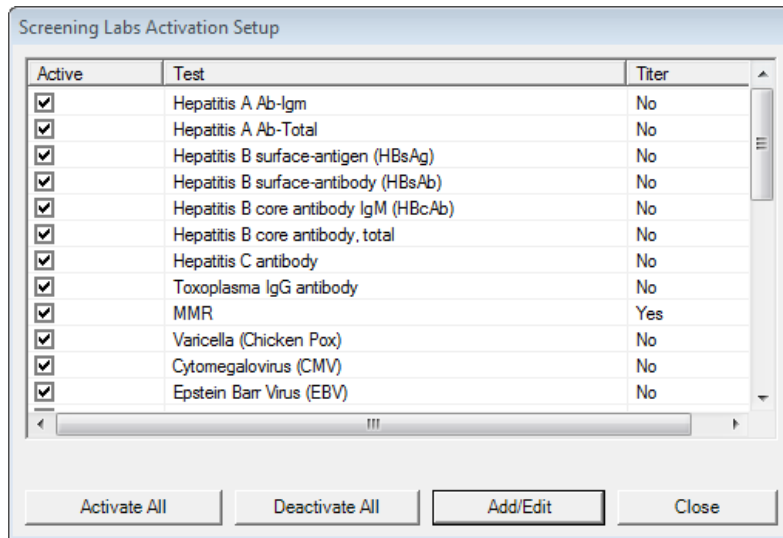 Screening Labs Activation Setup
Active Test Titer
Hepatitis A Ab-Igm No
Hepatitis A Ab-Total No
Hepatitis B surface-antigen (HBsAg) No
Hepatitis B surface-antibody (HBsAb) No
Hepatitis B core antibody IgM (HBcAb) No
Hepatitis B core antibody, total No
Hepatitis C antibody No
Toxoplasma IgG antibody No
MMR Yes
Varicella (Chicken Pox) No
Cytomegalovirus (CMV) No
Epstein Barr Virus (EBV) No
Activate All Deactivate All Add/Edit Close